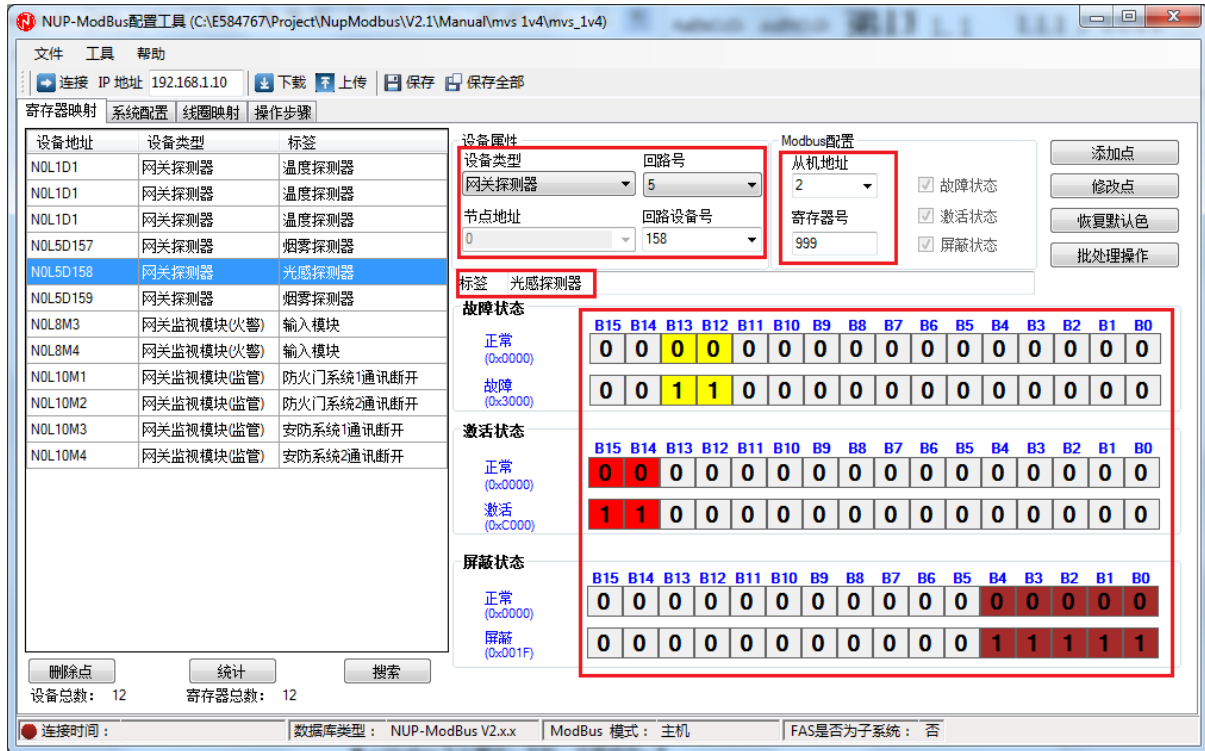 NUP-ModBus配置工具 (C:\E584767\Project\NupModbus\V2.1\Manual\mvs 1v4\mvs_1v4)
文件 工具 帮助
连接 IP 地址 192.168.1.10 下载 上传 保存 保存全部
寄存器映射 系统配置 线圈映射 操作步骤
设备地址 设备类型 标签
N0L1D1 网关探测器 温度探测器
N0L1D1 网关探测器 温度探测器
N0L1D1 网关探测器 温度探测器
N0L5D157 网关探测器 烟雾探测器
N0L5D158 网关探测器 光感探测器
N0L5D159 网关探测器 烟雾探测器
N0L8M3 网关监视模块(火警) 输入模块
N0L8M4 网关监视模块(火警) 输入模块
N0L10M1 网关监视模块(监管) 防火门系统1通讯断开
N0L10M2 网关监视模块(监管) 防火门系统2通讯断开
N0L10M3 网关监视模块(监管) 安防系统1通讯断开
N0L10M4 网关监视模块(监管) 安防系统2通讯断开
删除点 统计 搜索
设备总数： 12 寄存器总数： 12
设备属性
设备类型 回路号
网关探测器 5
节点地址 回路设备号
0 158
Modbus配置
从机地址
2
寄存器号
999
故障状态
激活状态
屏蔽状态
添加点
修改点
恢复默认色
批处理操作
标签 光感探测器
故障状态
B15 B14 B13 B12 B11 B10 B9 B8 B7 B6 B5 B4 B3 B2 B1 B0
正常 0 0 0 0 0 0 0 0 0 0 0 0 0 0 0 0
(0x0000)
故障 0 0 1 1 0 0 0 0 0 0 0 0 0 0 0 0
(0x3000)
激活状态
B15 B14 B13 B12 B11 B10 B9 B8 B7 B6 B5 B4 B3 B2 B1 B0
正常 0 0 0 0 0 0 0 0 0 0 0 0 0 0 0 0
(0x0000)
激活 1 1 0 0 0 0 0 0 0 0 0 0 0 0 0 0
(0xC000)
屏蔽状态
B15 B14 B13 B12 B11 B10 B9 B8 B7 B6 B5 B4 B3 B2 B1 B0
正常 0 0 0 0 0 0 0 0 0 0 0 0 0 0 0 0
(0x0000)
屏蔽 0 0 0 0 0 0 0 0 0 0 0 1 1 1 1 1
(0x001F)
连接时间： 数据库类型： NUP-ModBus V2.x.x ModBus 模式： 主机 FAS是否为子系统： 否